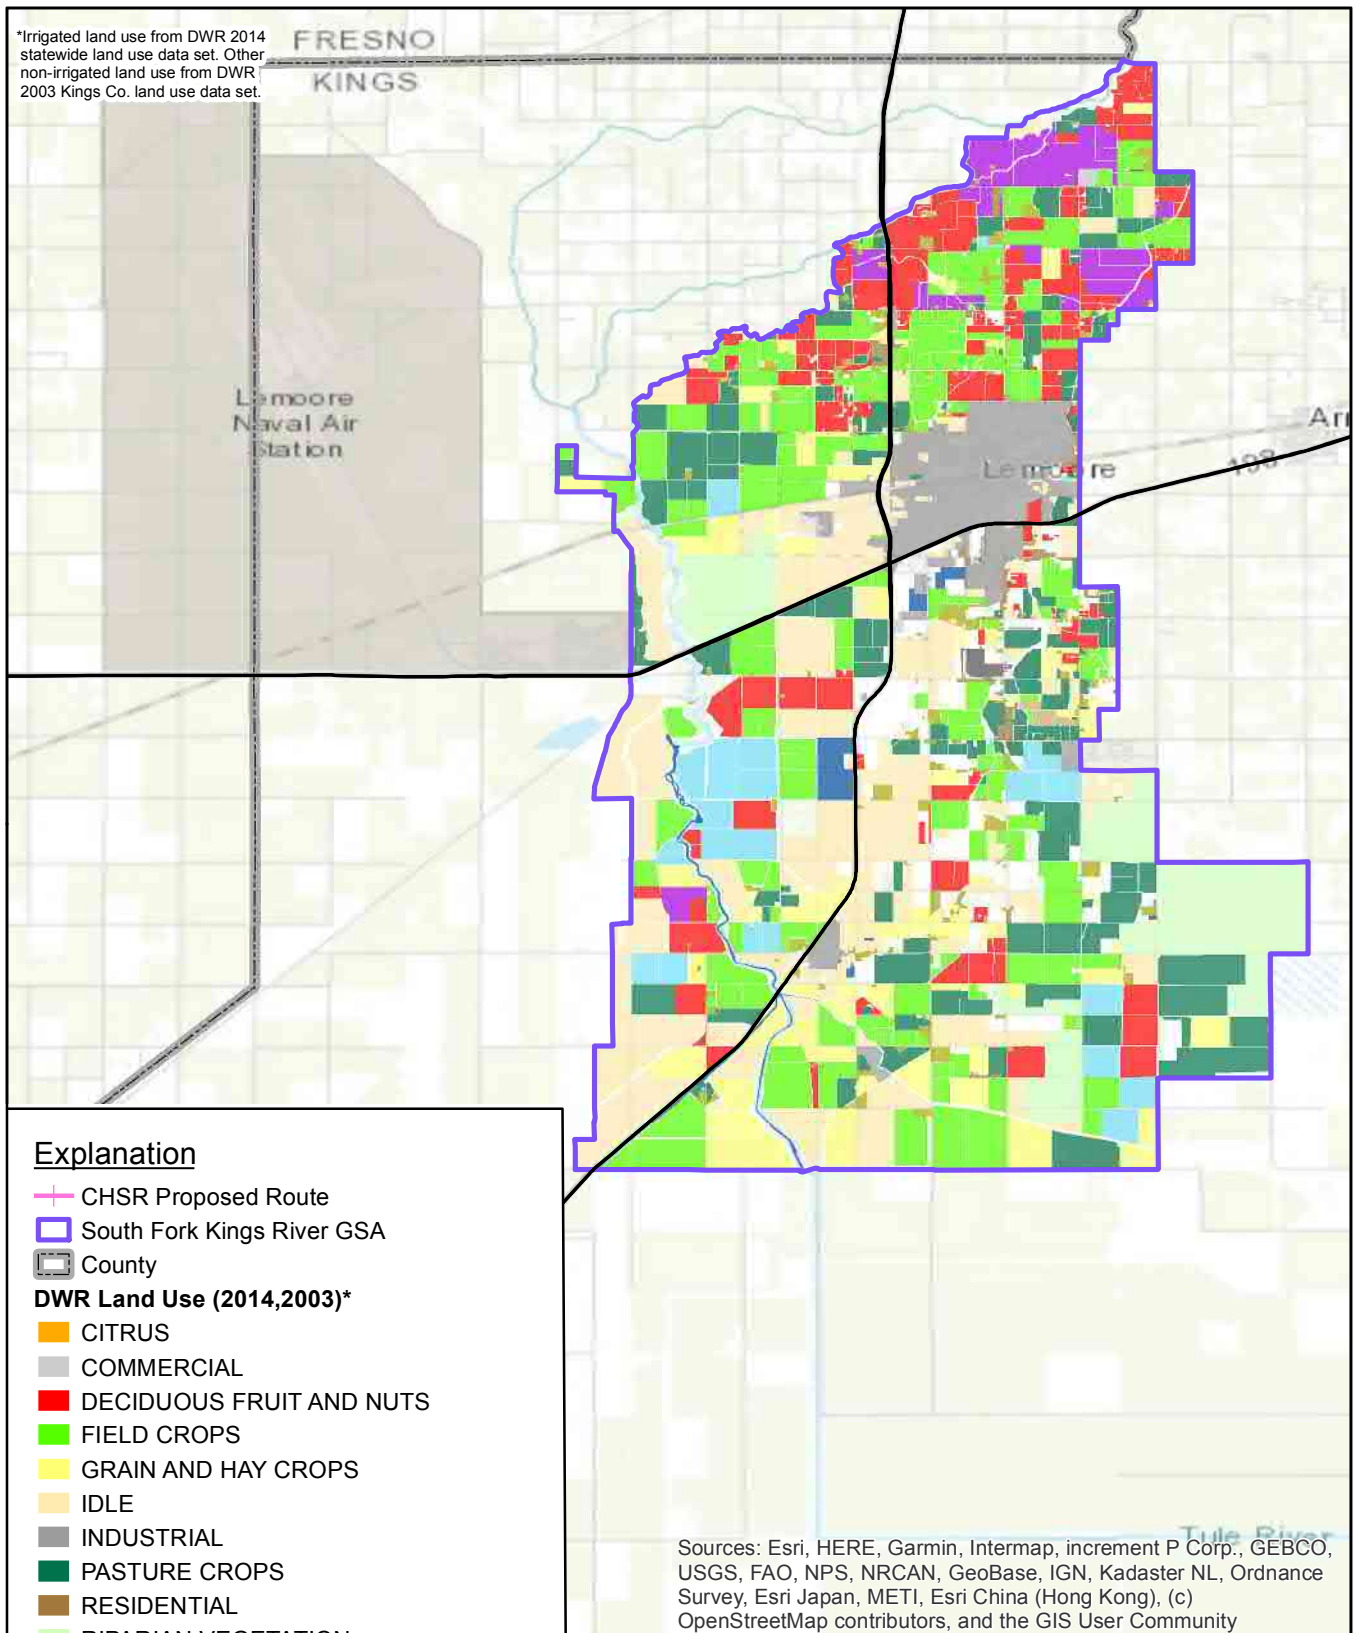 *Irrigated land use from DWR 2014
statewide land use data set. Other
non-irrigated land use from DWR
2003 Kings Co. land use data set.
FRESNO
KINGS
Lemoore
Naval Air
Station
Lemoore
198
Explanation
CHSR Proposed Route
South Fork Kings River GSA
County
DWR Land Use (2014,2003)*
CITRUS
COMMERCIAL
DECIDUOUS FRUIT AND NUTS
FIELD CROPS
GRAIN AND HAY CROPS
IDLE
INDUSTRIAL
PASTURE CROPS
RESIDENTIAL
RIPARIAN VEGETATION
Tule River
Sources: Esri, HERE, Garmin, Intermap, increment P Corp., GEBCO,
USGS, FAO, NPS, NRCAN, GeoBase, IGN, Kadaster NL, Ordnance
Survey, Esri Japan, METI, Esri China (Hong Kong), (c)
OpenStreetMap contributors, and the GIS User Community